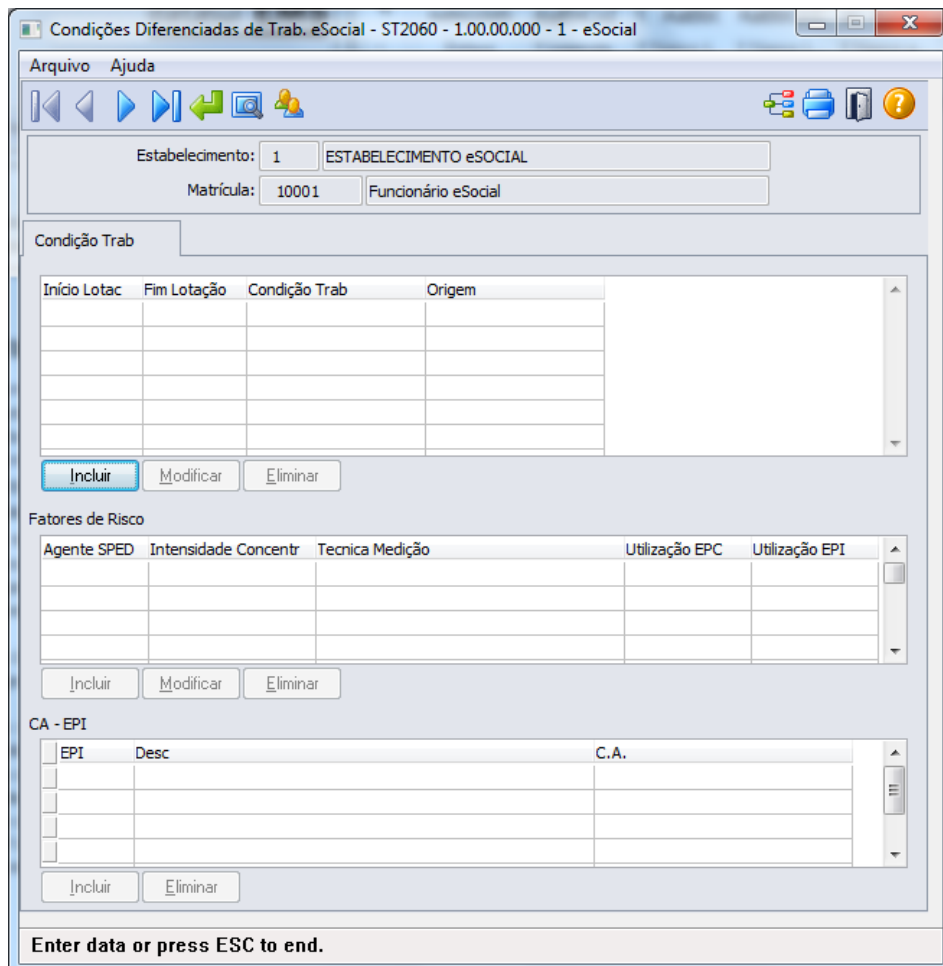 Condições Diferenciadas de Trab. eSocial - ST2060 - 1.00.00.000 - 1 - eSocial
Arquivo Ajuda
Estabelecimento: 1 ESTABELECIMENTO eSOCIAL
Matrícula: 10001 Funcionário eSocial
Condição Trab
Início Lotac Fim Lotação Condição Trab Origem
Incluir Modificar Eliminar
Fatores de Risco
Agente SPED Intensidade Concentr Tecnica Medição Utilização EPC Utilização EPI
Incluir Modificar Eliminar
CA - EPI
EPI Desc C.A.
Incluir Eliminar
Enter data or press ESC to end.